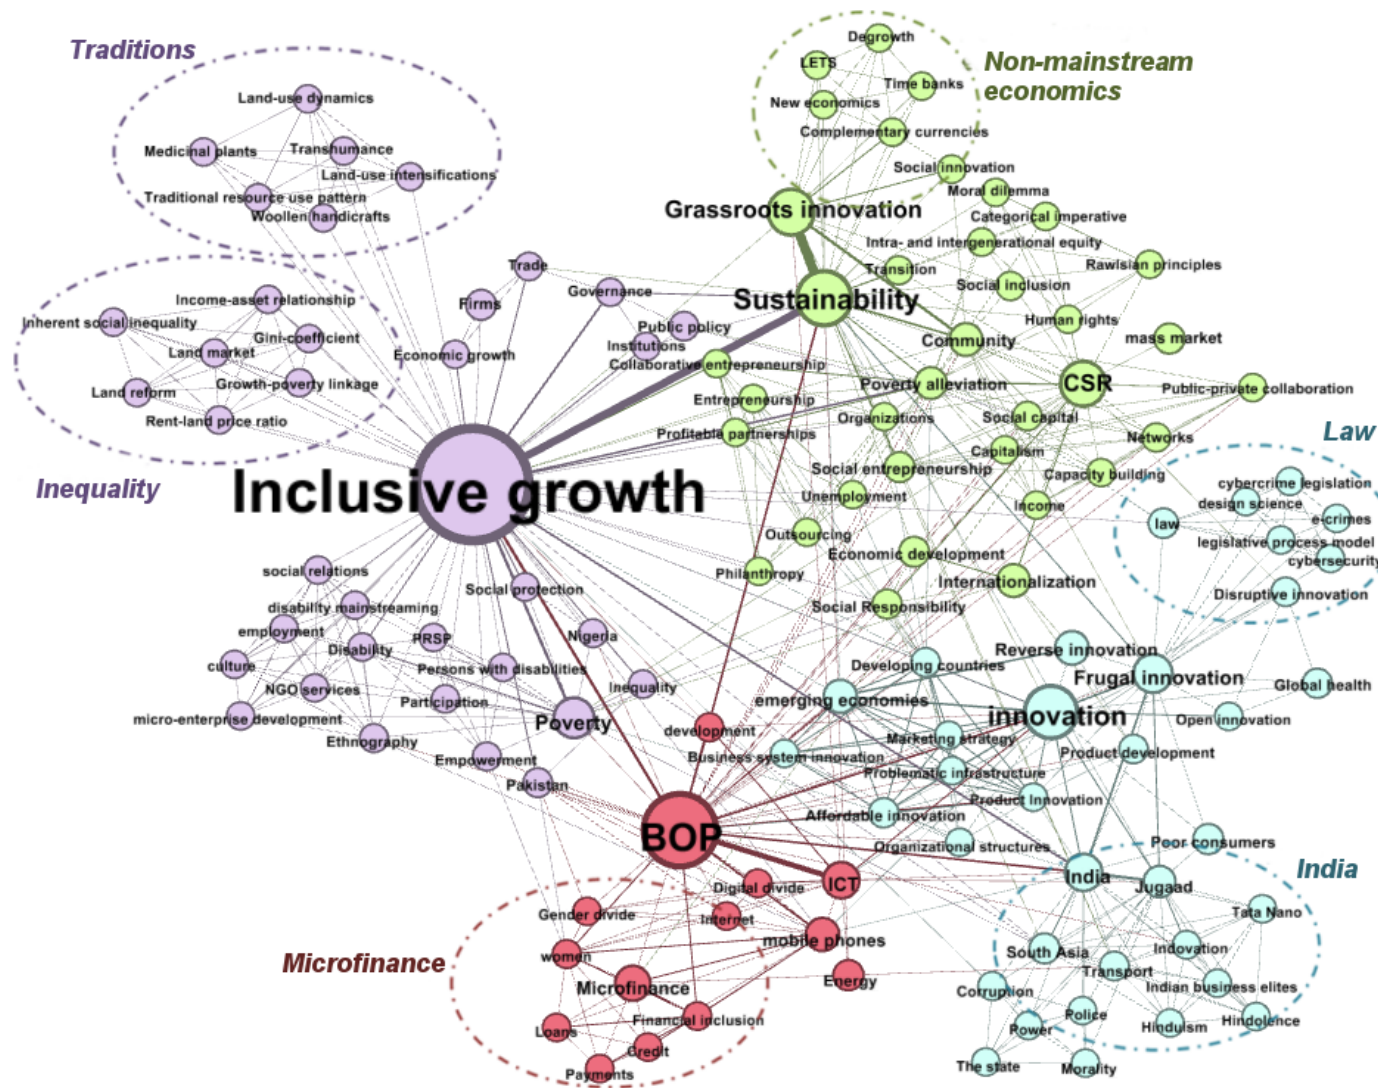 Degrowth
Traditions
LETS
Non-mainstream
economics
Time banks
Land-use dynamics
New economics
Complementary currencies
Medicinal plants
Transhumance
Social innovation
Land-use intensifications
Moral dilemma
Traditional resource use pattern
Woollen handicrafts
Grassroots innovation
Categorical imperative
Intra- and intergenerational equity
Trade
Transition
Rawlsian principles
Governance
Social inclusion
Income-asset relationship
Sustainability
Firms
Inherent social inequality
Public policy
Human rights
Gini-coefficient
Institutions
Community
mass market
Land market
Economic growth
Collaborative entrepreneurship
Growth-poverty linkage
Poverty alleviation
CSR
Public-private collaboration
Land reform
Entrepreneurship
Rent-land price ratio
Organizations
Social capital
Profitable partnerships
Networks
Law
Capitalism
Inequality
Inclusive growth
Social entrepreneurship
Capacity building
cybercrime legislation
Unemployment
Income
design science
law
e-crimes
Outsourcing
legislative process model
Economic development
cybersecurity
social relations
Philanthropy
Internationalization
Social protection
Disruptive innovation
disability mainstreaming
Social Responsibility
employment
PRSP
Nigeria
Disability
Reverse innovation
culture
Persons with disabilities
Developing countries
Frugal innovation
NGO services
Inequality
Global health
Participation
emerging economies
micro-enterprise development
Poverty
innovation
Open innovation
development
Ethnography
Marketing strategy
Empowerment
Business system innovation
Product development
Problematic infrastructure
Pakistan
Product Innovation
Affordable innovation
BOP
Organizational structures
Poor consumers
India
Digital divide
ICT
India
Jugaad
Gender divide
Internet
Tata Nano
mobile phones
Microfinance
women
South Asia
Indovation
Transport
Microfinance
Energy
Corruption
Indian business elites
Police
Loans
Financial inclusion
Power
Hinduism
Hindolence
Credit
Payments
The state
Morality